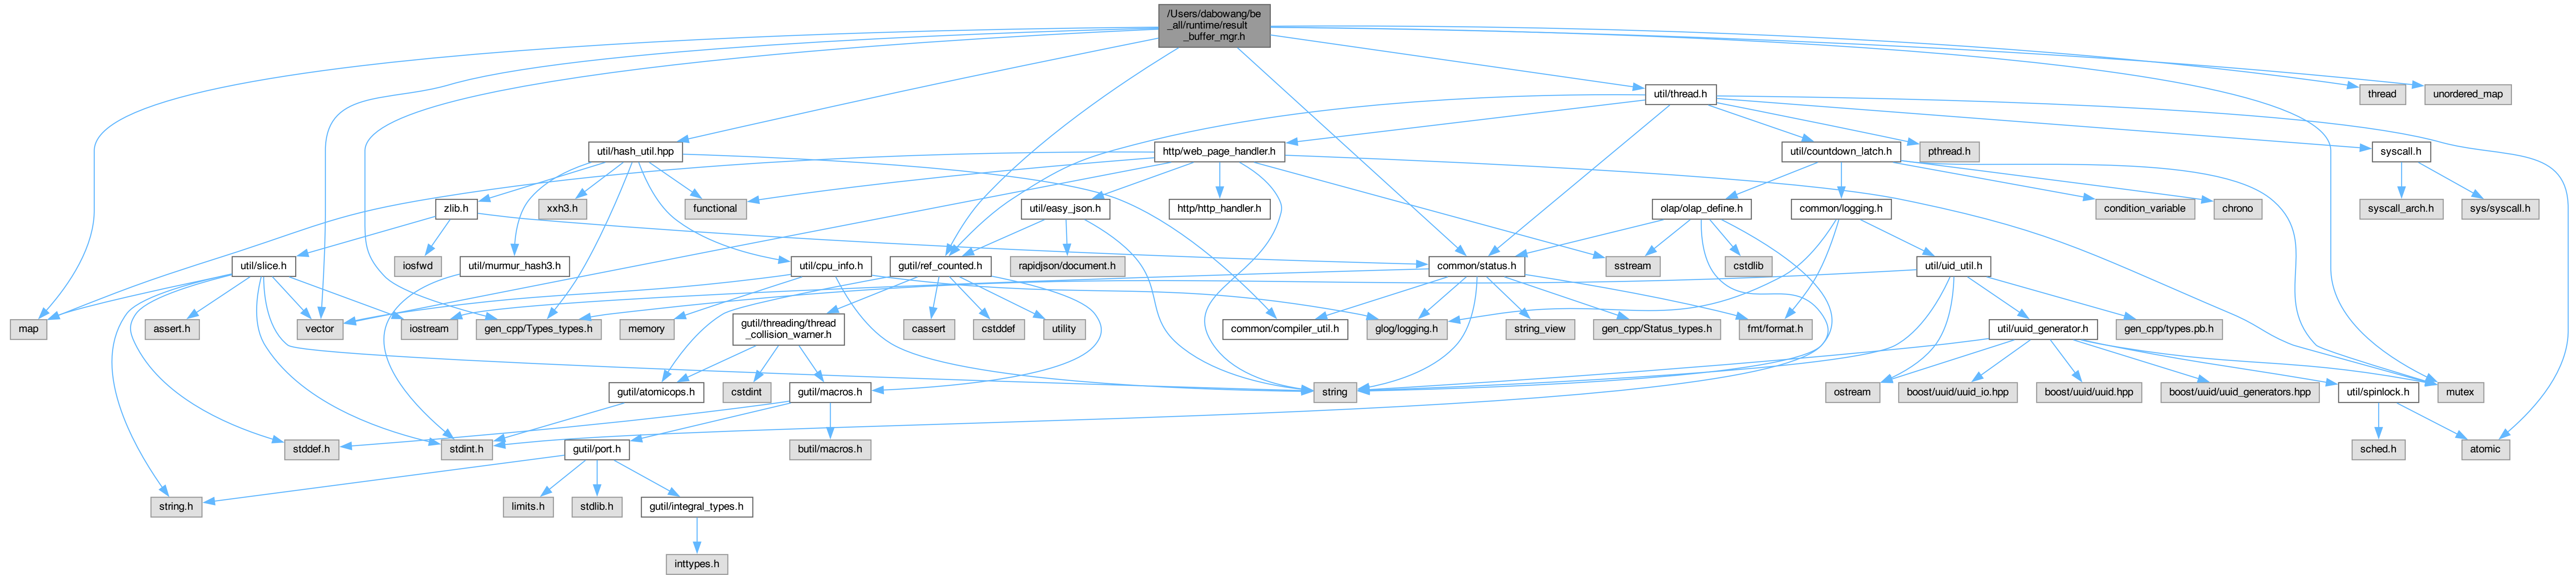 /Users/dabowang/be
_all/runtime/result
_buffer_mgr.h
util/thread.h
thread
unordered_map
util/hash_util.hpp
http/web_page_handler.h
util/countdown_latch.h
pthread.h
syscall.h
zlib.h
xxh3.h
functional
util/easy_json.h
http/http_handler.h
olap/olap_define.h
common/logging.h
condition_variable
chrono
syscall_arch.h
sys/syscall.h
util/slice.h
iosfwd
util/murmur_hash3.h
util/cpu_info.h
gutil/ref_counted.h
rapidjson/document.h
common/status.h
sstream
cstdlib
util/uid_util.h
map
assert.h
vector
iostream
gen_cpp/Types_types.h
memory
glog/logging.h
gutil/threading/thread
_collision_warner.h
cassert
cstddef
utility
common/compiler_util.h
string_view
gen_cpp/Status_types.h
fmt/format.h
util/uuid_generator.h
gen_cpp/types.pb.h
gutil/atomicops.h
cstdint
gutil/macros.h
string
ostream
boost/uuid/uuid_io.hpp
boost/uuid/uuid.hpp
boost/uuid/uuid_generators.hpp
util/spinlock.h
mutex
stddef.h
stdint.h
gutil/port.h
butil/macros.h
sched.h
atomic
string.h
limits.h
stdlib.h
gutil/integral_types.h
inttypes.h